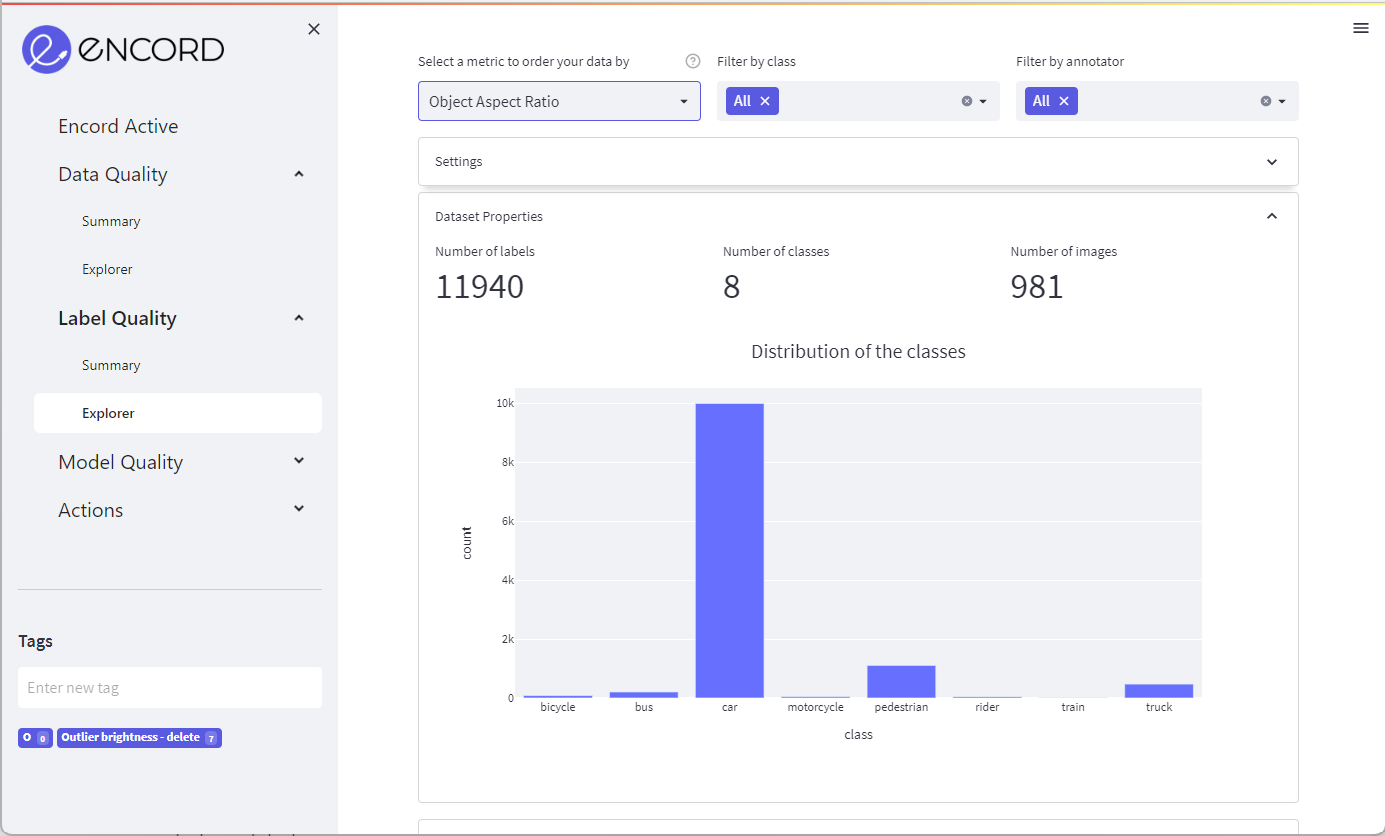 encord
Encord Active
Data Quality
Summary
Explorer
Label Quality
Summary
Explorer
Model Quality
Actions
Tags
Enter new tag
O 0 Outlier brightness - delete 7
Select a metric to order your data by ? Filter by class Filter by annotator
Object Aspect Ratio All All
Settings
Dataset Properties
Number of labels Number of classes Number of images
11940 8 981
Distribution of the classes
10k
8k
6k
4k
2k
0
count
bicycle bus car motorcycle pedestrian rider train truck
class